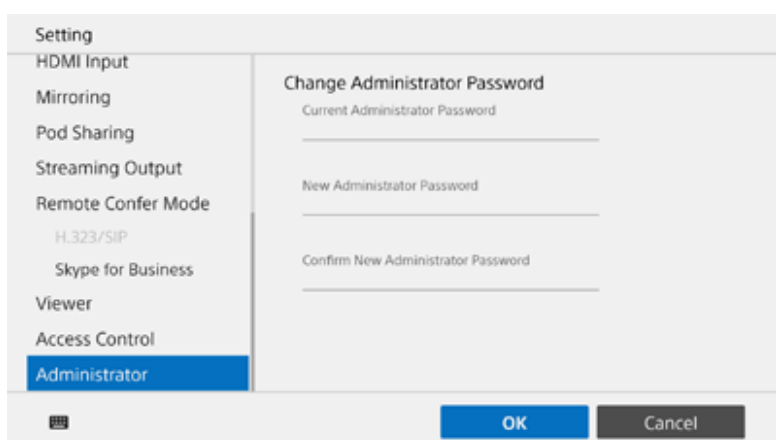 Setting
HDMI Input
Mirroring
Pod Sharing
Streaming Output
Remote Confer Mode
H.323/SIP
Skype for Business
Viewer
Access Control
Administrator
Change Administrator Password
Current Administrator Password
New Administrator Password
Confirm New Administrator Password
OK
Cancel